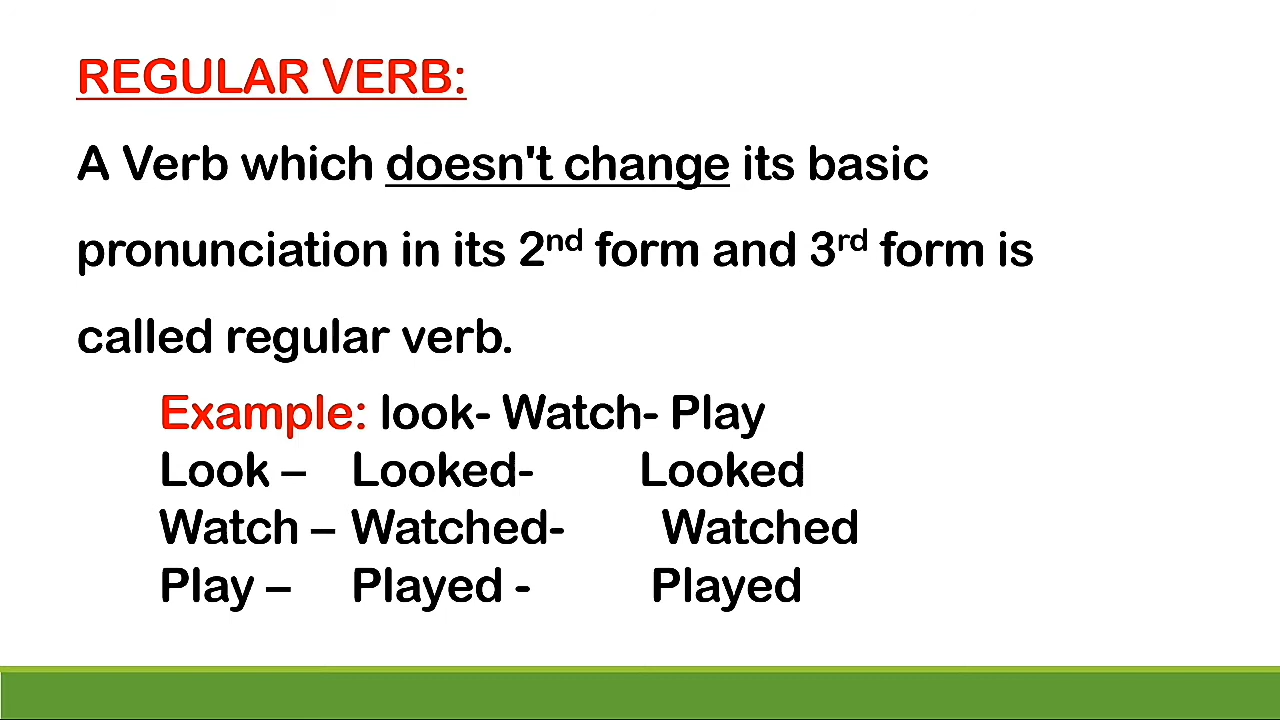 REGULAR VERB:
A Verb which doesn't change its basic
pronunciation in its 2nd form and 3rd form is
called regular verb.
Example: look- Watch- Play
Look – Looked- Looked
Watch – Watched- Watched
Play – Played - Played